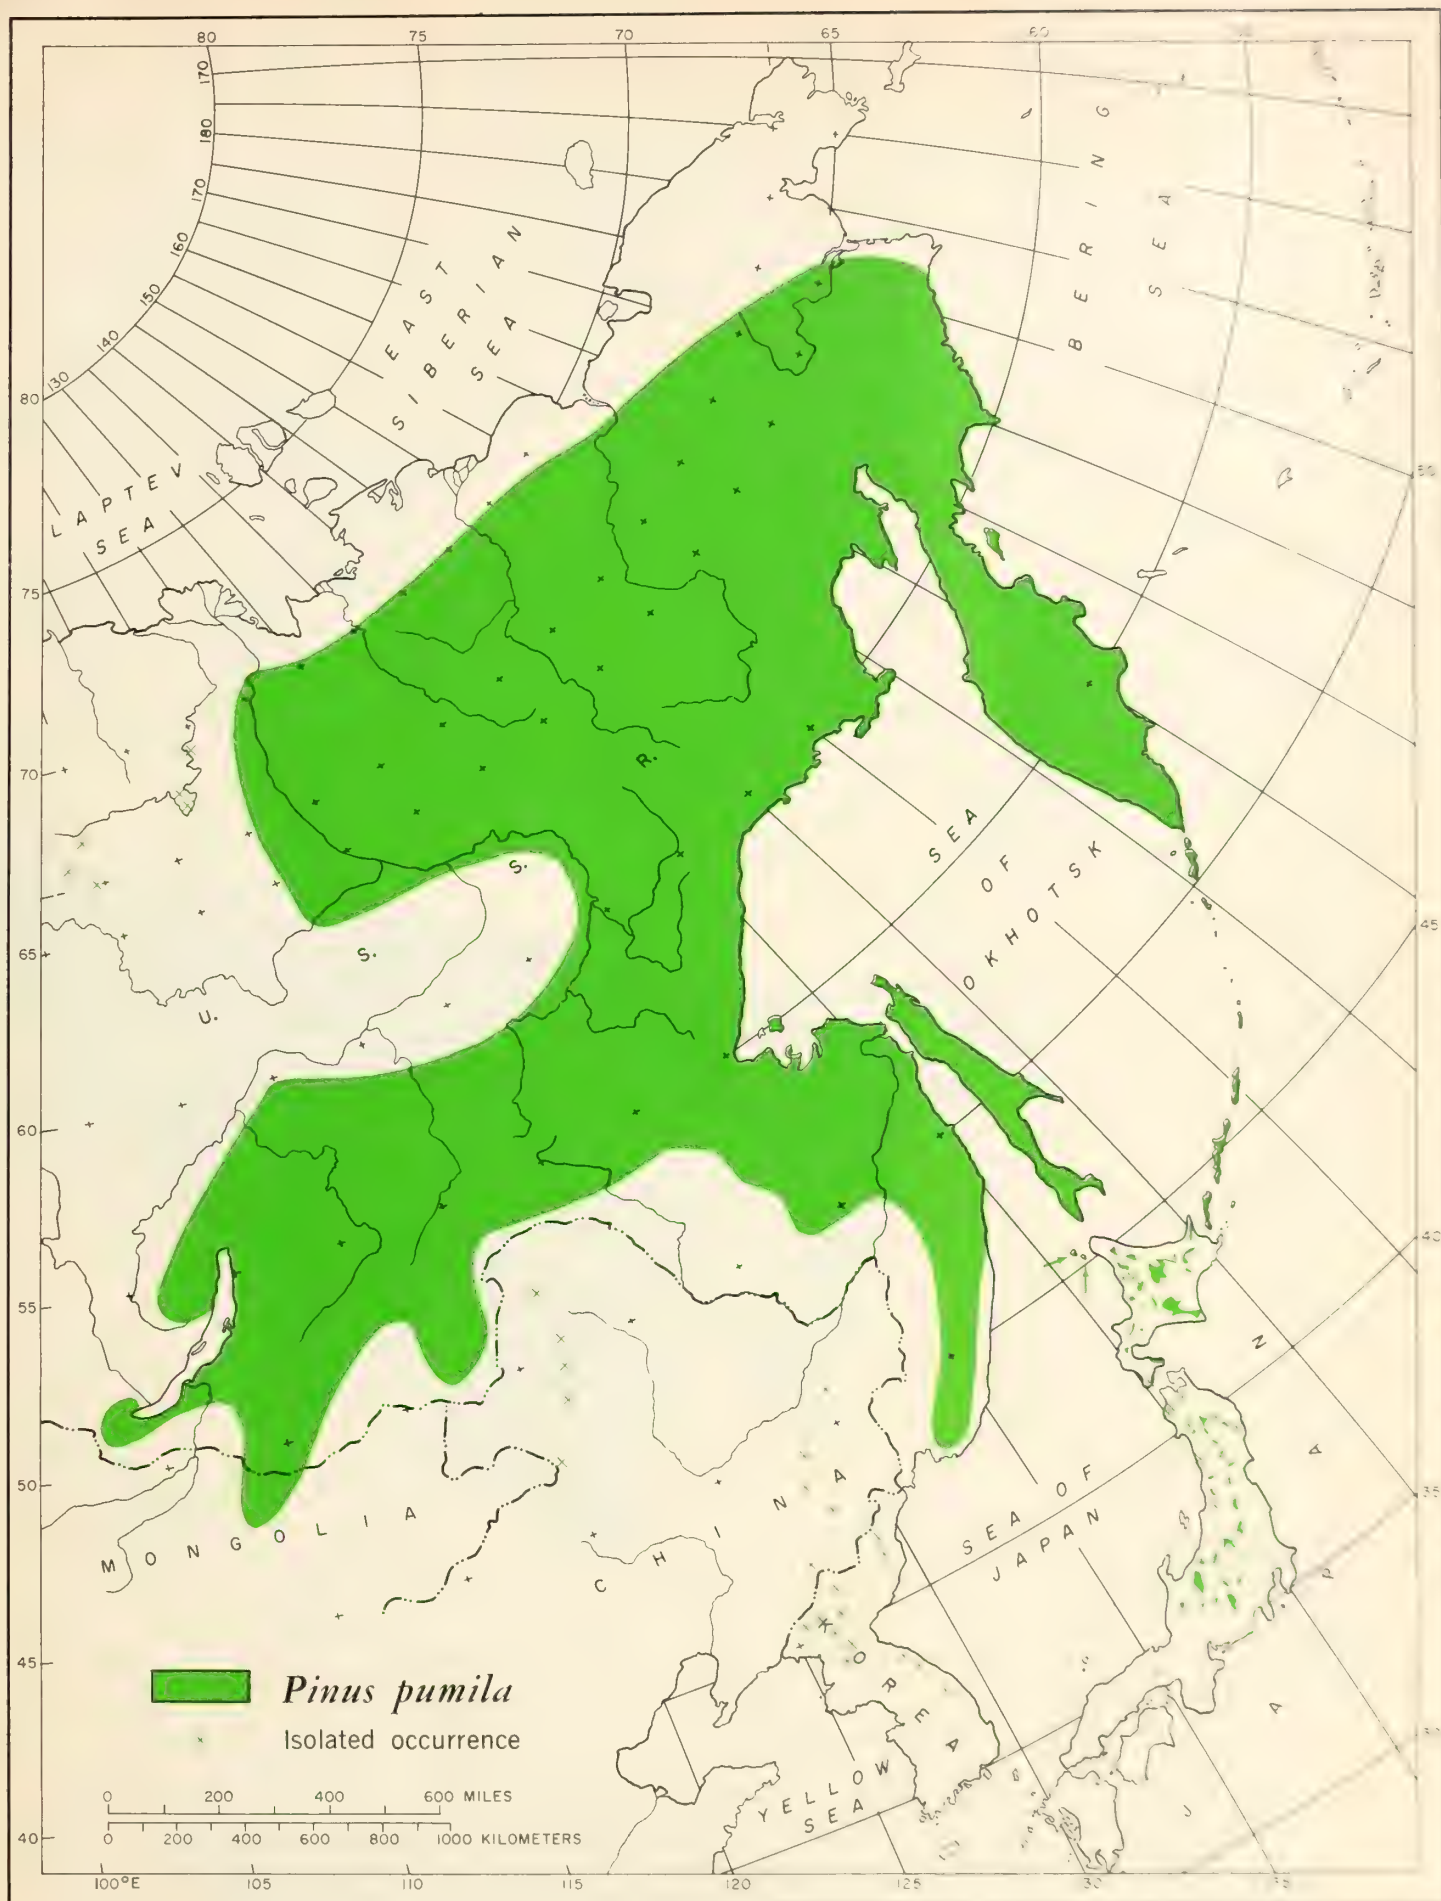 80 75 70 65 60
170
180
170
160
150
140
130
80
75
70
65
60
55
50
45
40
50
45
40
35
BERING
SEA
EAST
SIBERIAN
SEA
LAPTEV
SEA
SEA
OF
OKHOTSK
U. S. S. R.
MONGOLIA
CHINA
KOREA
SEA OF
JAPAN
JAPAN
YELLOW
SEA
Pinus pumila
Isolated occurrence
0 200 400 600 MILES
0 200 400 600 800 1000 KILOMETERS
100°E 105 110 115 120 125